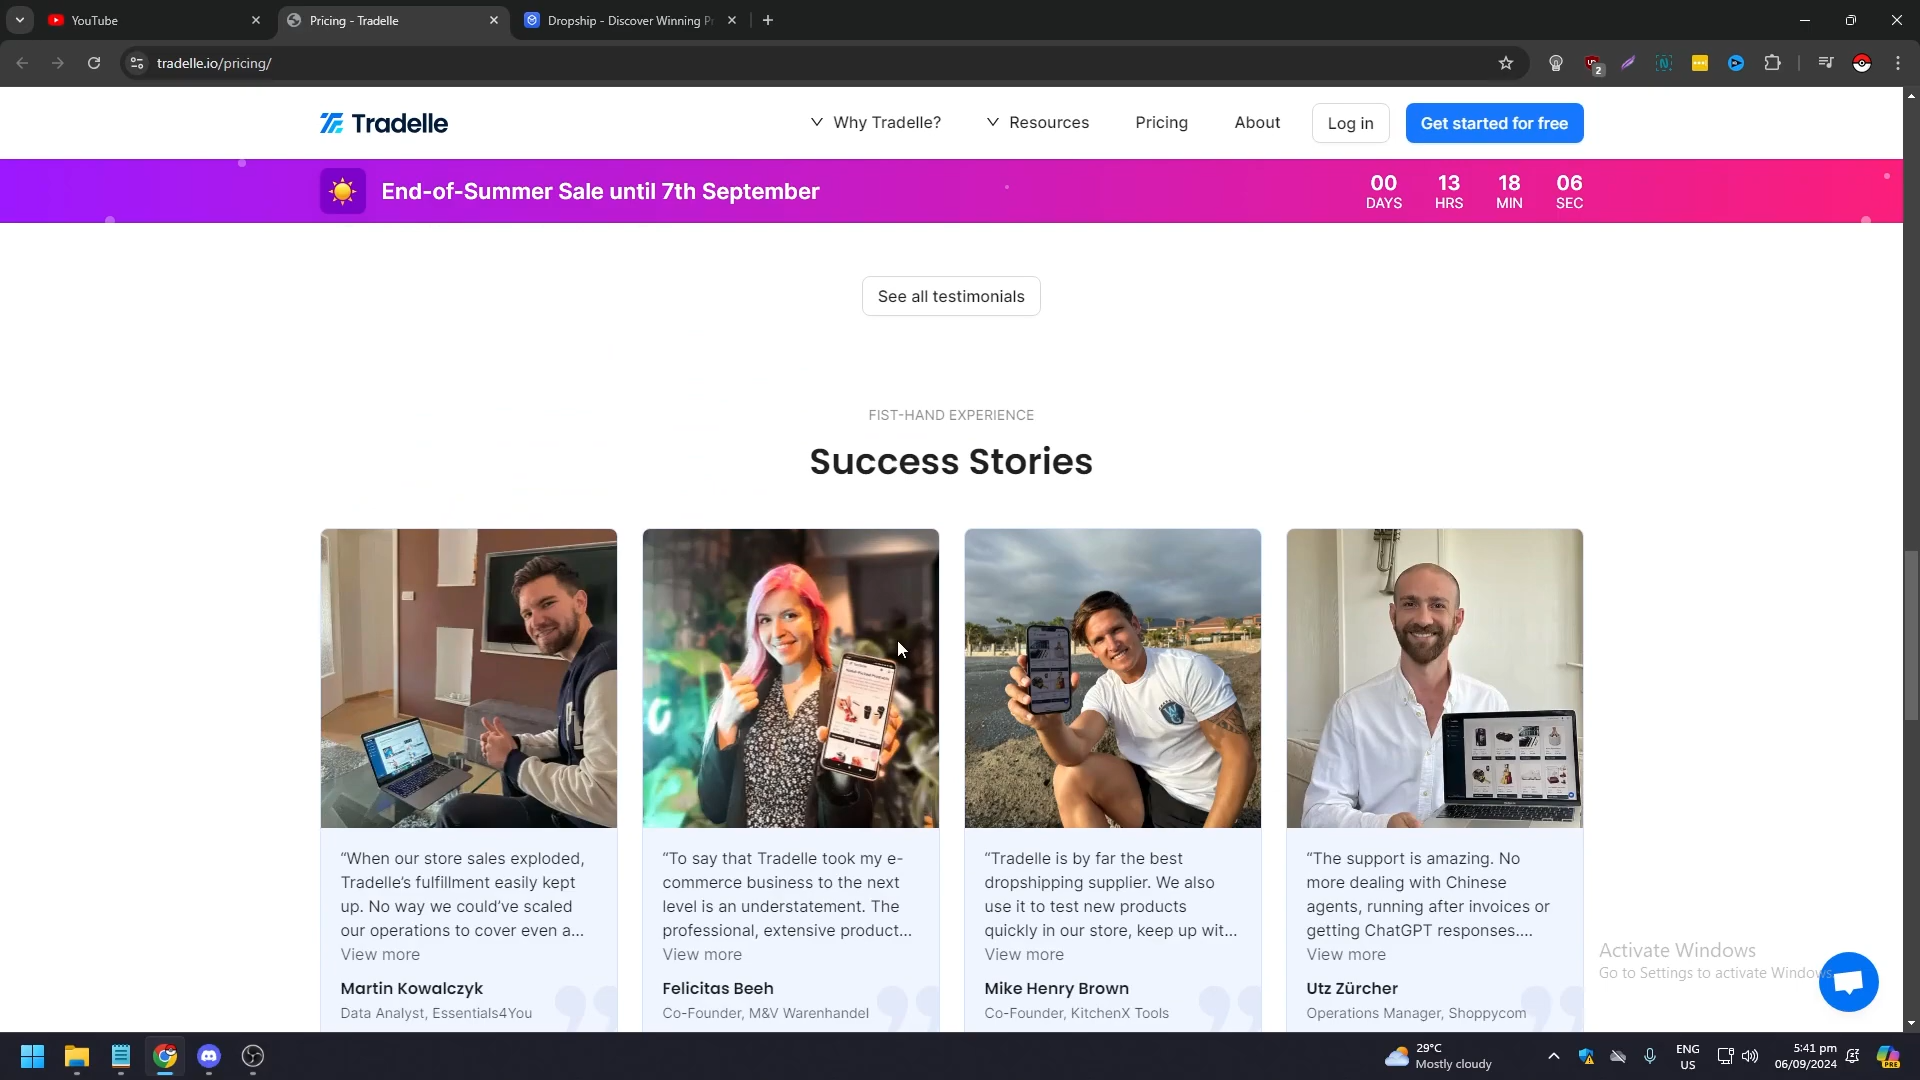 YouTube
Pricing - Tradelle
Dropship - Discover Winning P
tradelle.io/pricing/
2
Tradelle
Why Tradelle?
Resources
Pricing
About
Log in
Get started for free
End-of-Summer Sale until 7th September
00 13 18 06
DAYS HRS MIN SEC
See all testimonials
FIST-HAND EXPERIENCE
Success Stories
“When our store sales exploded,
Tradelle’s fulfillment easily kept
up. No way we could’ve scaled
our operations to cover even a...
View more
Martin Kowalczyk
Data Analyst, Essentials4You
“To say that Tradelle took my e-
commerce business to the next
level is an understatement. The
professional, extensive product...
View more
Felicitas Beeh
Co-Founder, M&V Warenhandel
“Tradelle is by far the best
dropshipping supplier. We also
use it to test new products
quickly in our store, keep up wit...
View more
Mike Henry Brown
Co-Founder, KitchenX Tools
“The support is amazing. No
more dealing with Chinese
agents, running after invoices or
getting ChatGPT responses....
View more
Utz Zürcher
Operations Manager, Shoppycom
Activate Windows
Go to Settings to activate Windows.
29°C
Mostly cloudy
ENG
US
5:41 pm
06/09/2024
PRE